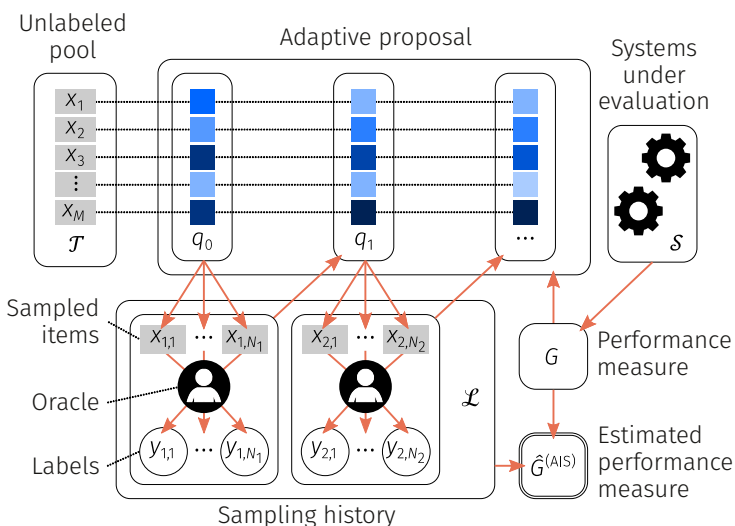 Unlabeled
pool
Adaptive proposal
Systems
under
evaluation
x₁
x₂
x₃
⋮
x_M
𝒯
q₀
q₁
...
𝒮
Sampled
items
x₁,₁ ... x₁,N₁
x₂,₁ ... x₂,N₂
G
Performance
measure
Oracle
ℒ
Labels
y₁,₁ ... y₁,N₁
y₂,₁ ... y₂,N₂
Ĝ^(AIS)
Estimated
performance
measure
Sampling history